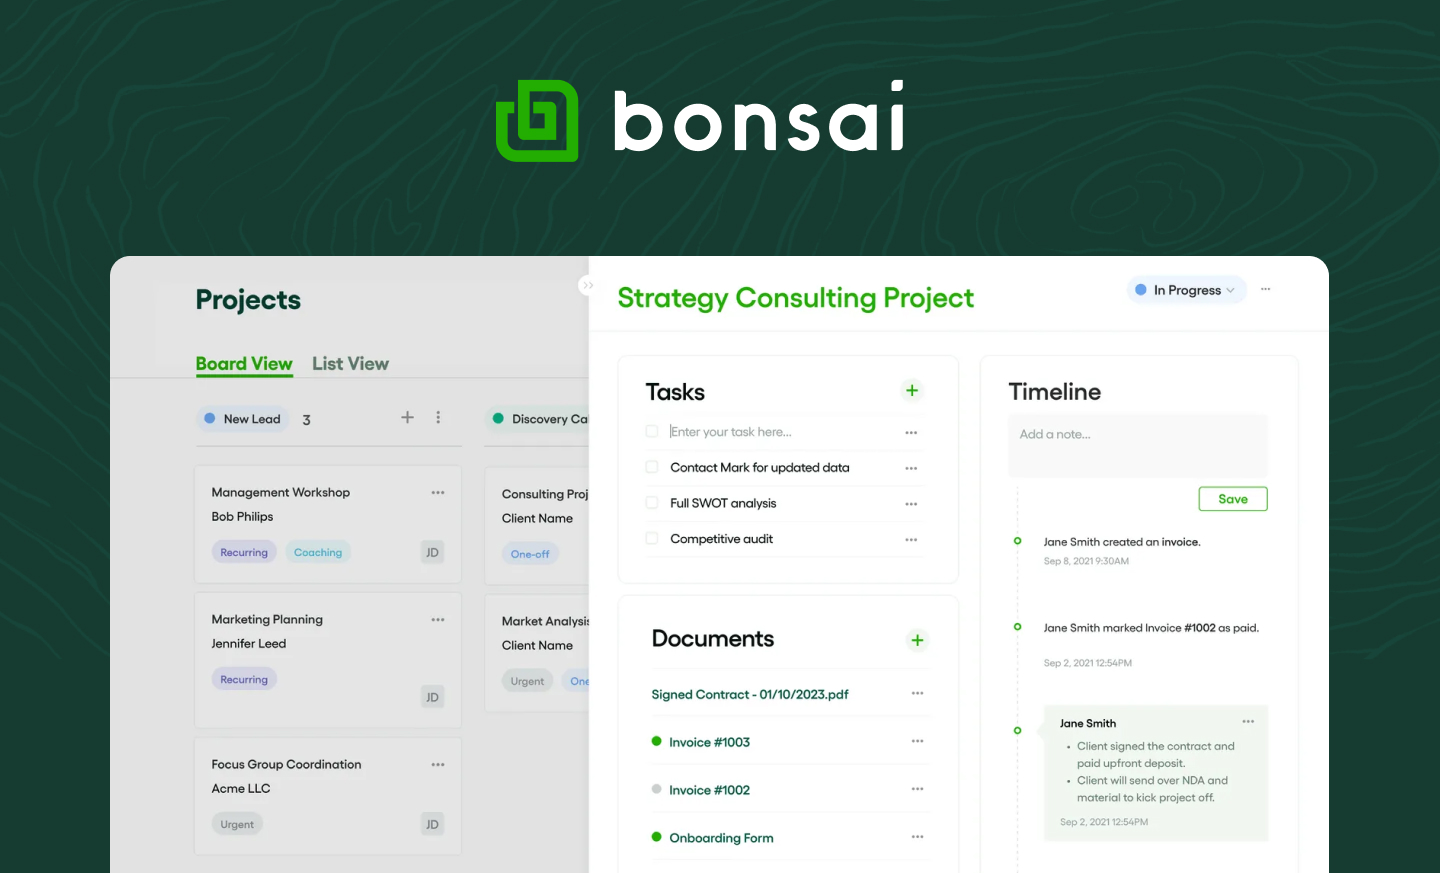 bonsai
Projects
Board View
List View
New Lead
3
Management Workshop
Bob Philips
Recurring
Coaching
JD
Marketing Planning
Jennifer Leed
Recurring
JD
Focus Group Coordination
Acme LLC
Urgent
JD
Discovery Cal
Consulting Proj
Client Name
One-off
Market Analysis
Client Name
Urgent
One
Strategy Consulting Project
In Progress
Tasks
Enter your task here...
Contact Mark for updated data
Full SWOT analysis
Competitive audit
Documents
Signed Contract - 01/10/2023.pdf
Invoice #1003
Invoice #1002
Onboarding Form
Timeline
Add a note...
Save
Jane Smith created an invoice.
Sep 8, 2021 9:30AM
Jane Smith marked Invoice #1002 as paid.
Sep 2, 2021 12:54PM
Jane Smith
• Client signed the contract and
paid upfront deposit.
• Client will send over NDA and
material to kick project off.
Sep 2, 2021 12:54PM